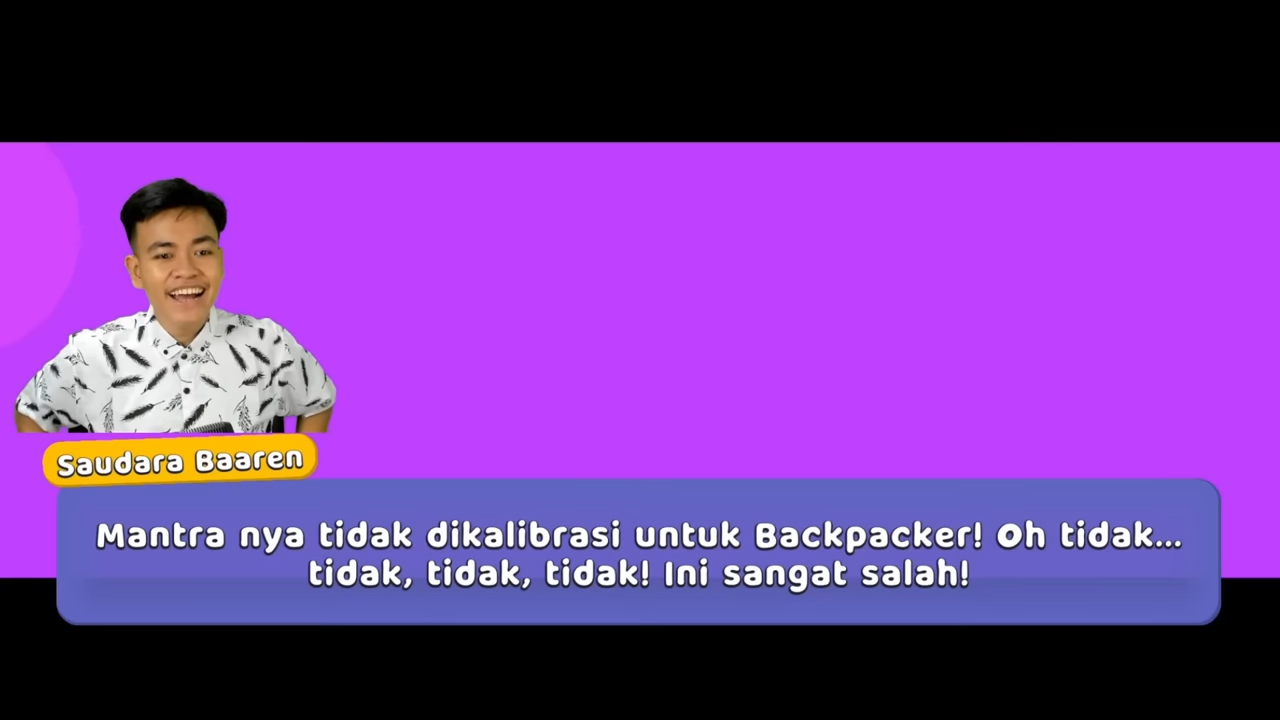 Saudara Baaren
Mantra nya tidak dikalibrasi untuk Backpacker! Oh tidak...
tidak, tidak, tidak! Ini sangat salah!